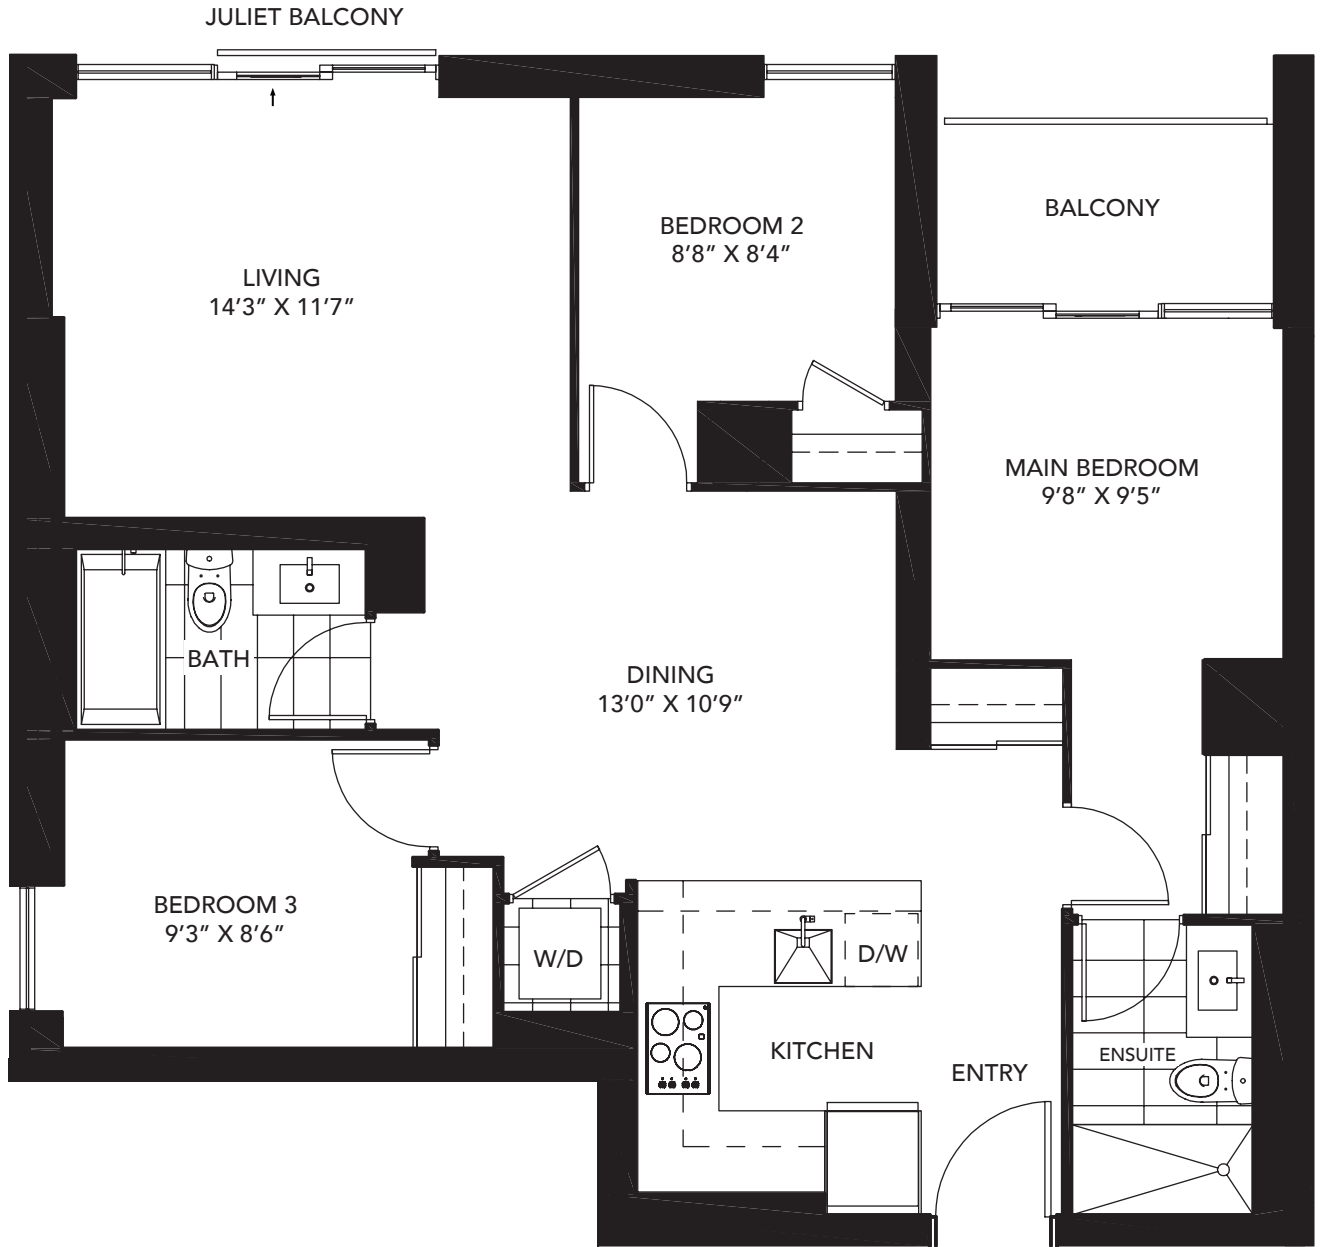 JULIET BALCONY
LIVING
14’3” X 11’7”
BEDROOM 2
8’8” X 8’4”
BALCONY
MAIN BEDROOM
9’8” X 9’5”
BATH
DINING
13’0” X 10’9”
BEDROOM 3
9’3” X 8’6”
W/D
D/W
KITCHEN
ENTRY
ENSUITE